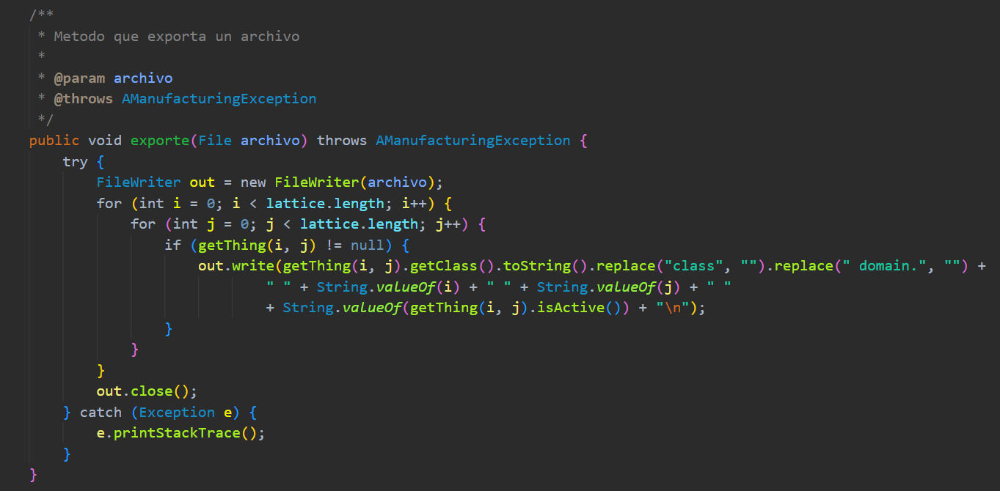 /**
 * Metodo que exporta un archivo
 *
 * @param archivo
 * @throws AManufacturingException
 */
public void exporte(File archivo) throws AManufacturingException {
    try {
        FileWriter out = new FileWriter(archivo);
        for (int i = 0; i < lattice.length; i++) {
            for (int j = 0; j < lattice.length; j++) {
                if (getThing(i, j) != null) {
                    out.write(getThing(i, j).getClass().toString().replace("class", "").replace(" domain.", "") +
                            " " + String.valueOf(i) + " " + String.valueOf(j) + " "
                            + String.valueOf(getThing(i, j).isActive()) + "\n");
                }
            }
        }
        out.close();
    } catch (Exception e) {
        e.printStackTrace();
    }
}